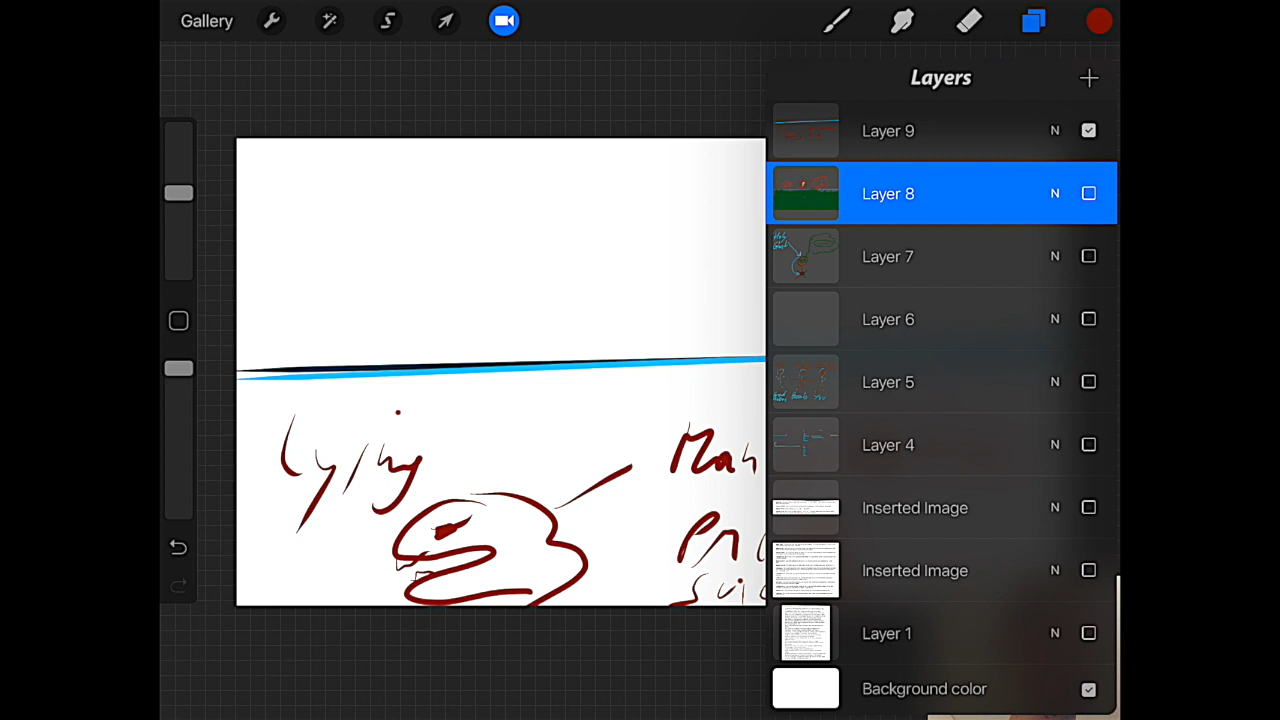 Gallery
Layers
Layer 9 N
Layer 8 N
Layer 7 N
Layer 6 N
Layer 5 N
Layer 4 N
Inserted Image N
Inserted Image N
Layer 1
Background color
Lying
Man